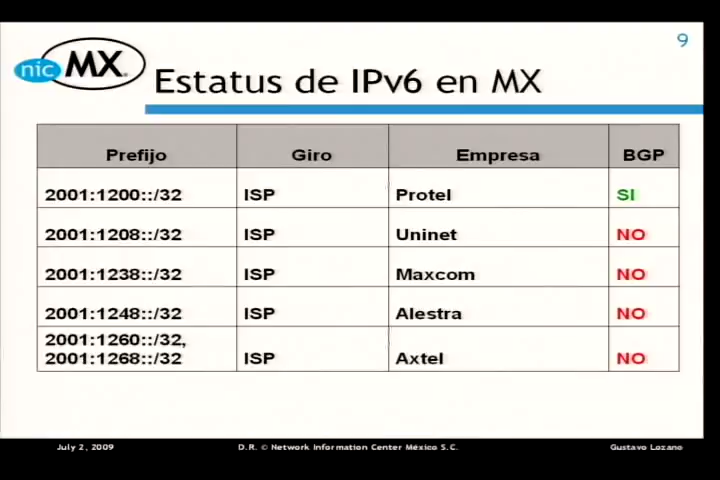 9
nic MX
Estatus de IPv6 en MX
Prefijo Giro Empresa BGP
2001:1200::/32 ISP Protel SI
2001:1208::/32 ISP Uninet NO
2001:1238::/32 ISP Maxcom NO
2001:1248::/32 ISP Alestra NO
2001:1260::/32,
2001:1268::/32 ISP Axtel NO
July 2, 2009 D.R. © Network Information Center México S.C. Gustavo Lozano